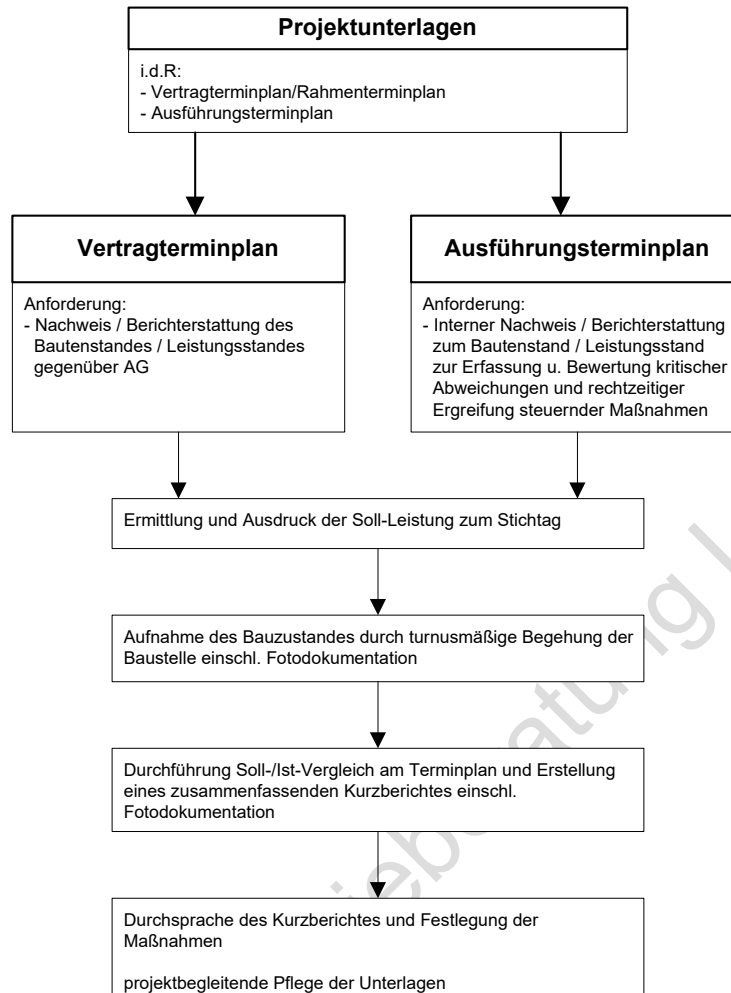 Projektunterlagen
i.d.R:
- Vertragterminplan/Rahmenterminplan
- Ausführungsterminplan
Vertragterminplan
Anforderung:
- Nachweis / Berichterstattung des
Bautenstandes / Leistungsstandes
gegenüber AG
Ausführungsterminplan
Anforderung:
- Interner Nachweis / Berichterstattung
zum Bautenstand / Leistungsstand
zur Erfassung u. Bewertung kritischer
Abweichungen und rechtzeitiger
Ergreifung steuernder Maßnahmen
Ermittlung und Ausdruck der Soll-Leistung zum Stichtag
Aufnahme des Bauzustandes durch turnusmäßige Begehung der
Baustelle einschl. Fotodokumentation
Durchführung Soll-/Ist-Vergleich am Terminplan und Erstellung
eines zusammenfassenden Kurzberichtes einschl.
Fotodokumentation
Durchsprache des Kurzberichtes und Festlegung der
Maßnahmen
projektbegleitende Pflege der Unterlagen